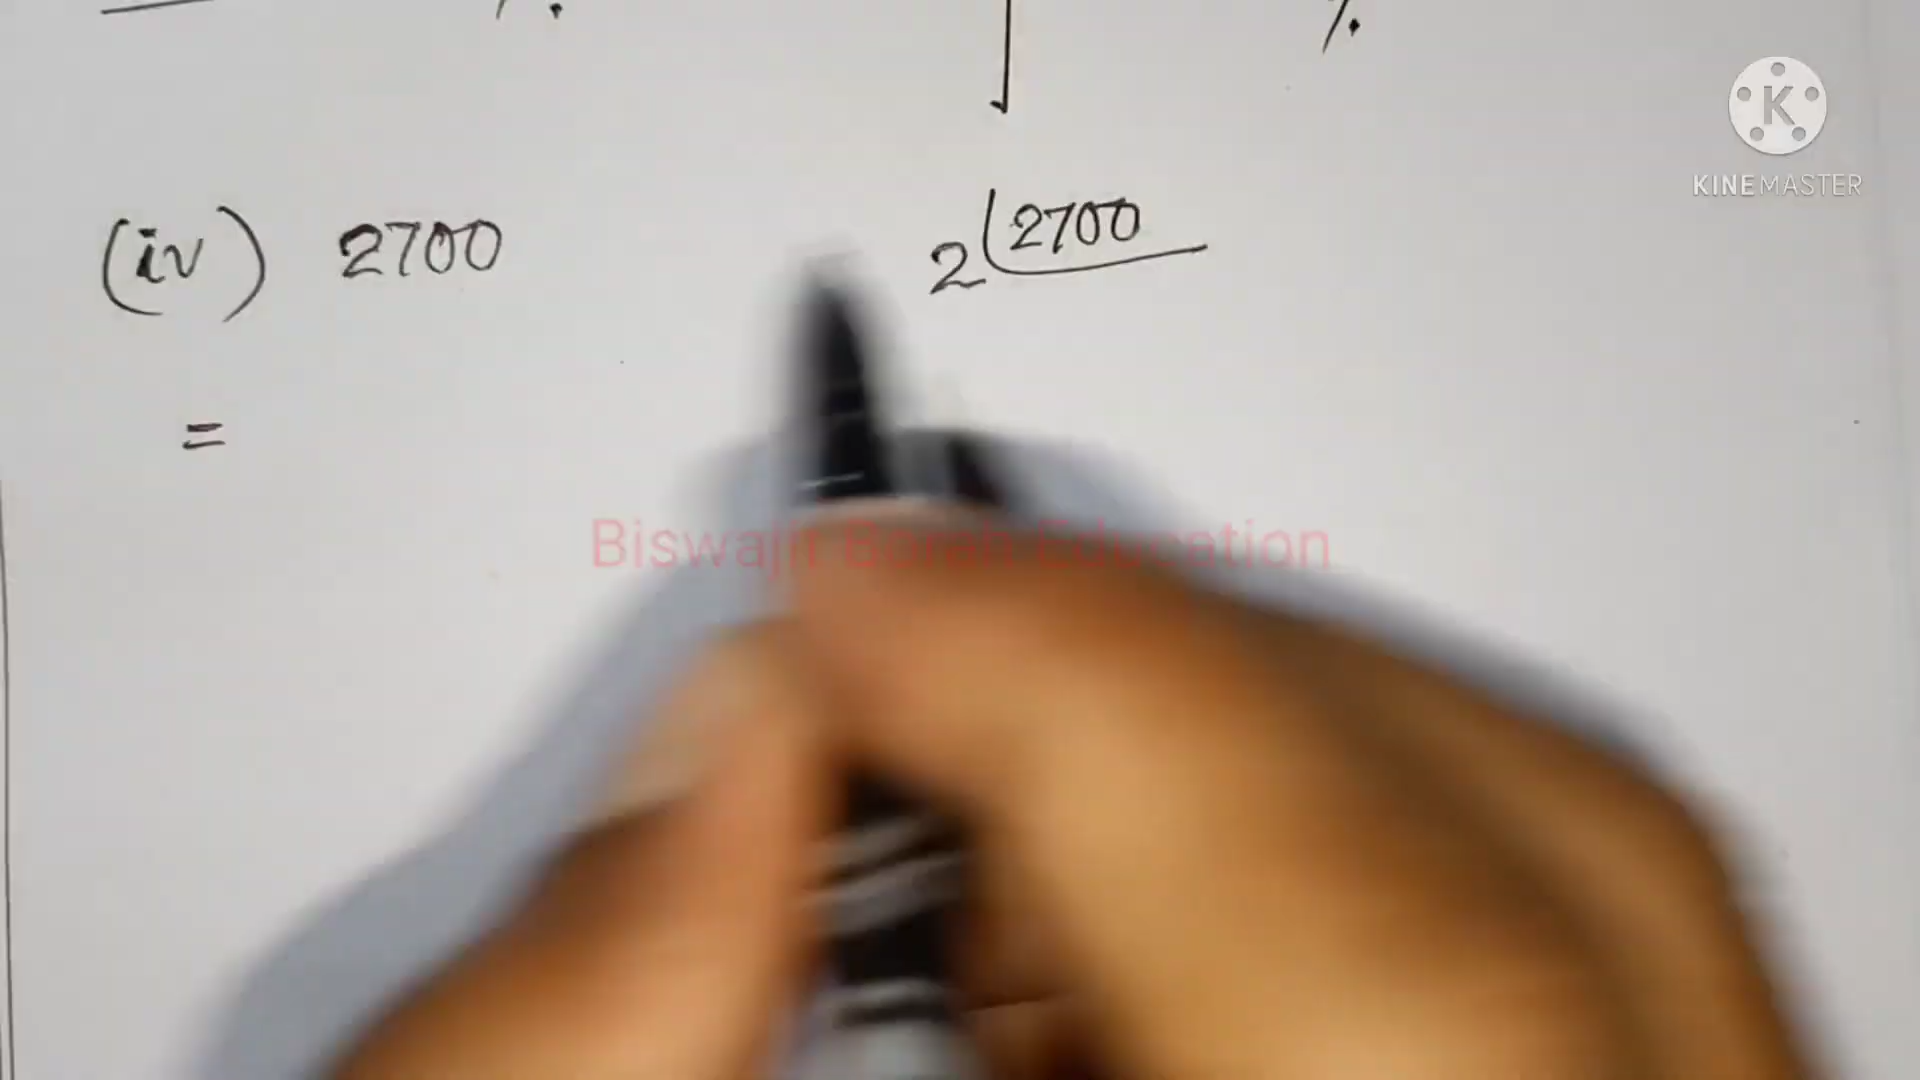 (iv) 2700
2 2700
=
KINEMASTER
Biswajit Borah Education